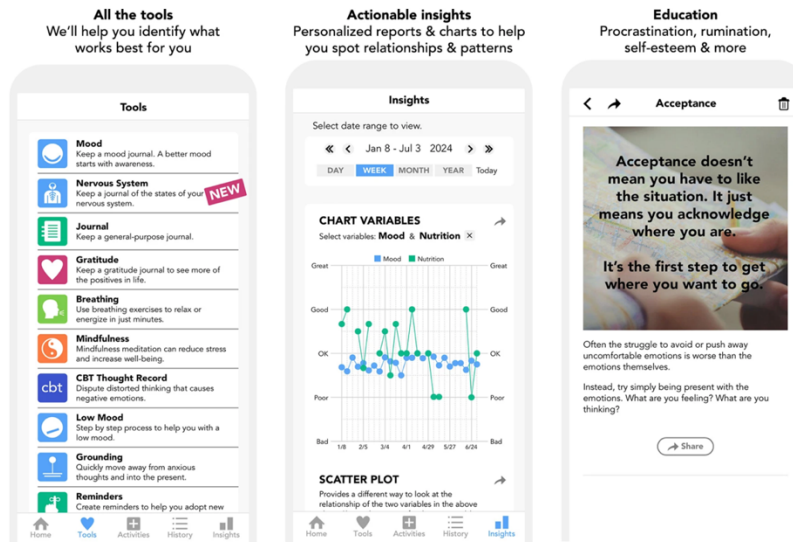 All the tools
We'll help you identify what
works best for you
Tools
Mood
Keep a mood journal. A better mood
starts with awareness.
Nervous System
Keep a journal of the states of your
nervous system.
NEW
Journal
Keep a general-purpose journal.
Gratitude
Keep a gratitude journal to see more of
the positives in life.
Breathing
Use breathing exercises to relax or
energize in just minutes.
Mindfulness
Mindfulness meditation can reduce stress
and increase well-being.
cbt
CBT Thought Record
Dispute distorted thinking that causes
negative emotions.
Low Mood
Step by step process to help you with a
low mood.
Grounding
Quickly move away from anxious
thoughts and into the present.
Reminders
Create reminders to help you adopt new
Home Tools Activities History Insights
Actionable insights
Personalized reports & charts to help
you spot relationships & patterns
Insights
Select date range to view.
Jan 8 - Jul 3 2024
DAY WEEK MONTH YEAR Today
CHART VARIABLES
Select variables: Mood & Nutrition ×
Mood Nutrition
Great Great
Good Good
OK OK
Poor Poor
Bad Bad
1/8 2/5 3/4 4/1 4/29 5/27 6/24
SCATTER PLOT
Provides a different way to look at the
relationship of the two variables in the above
Home Tools Activities History Insights
Education
Procrastination, rumination,
self-esteem & more
Acceptance
Acceptance doesn't
mean you have to like
the situation. It just
means you acknowledge
where you are.
It's the first step to get
where you want to go.
Often the struggle to avoid or push away
uncomfortable emotions is worse than the
emotions themselves.
Instead, try simply being present with the
emotions. What are you feeling? What are you
thinking?
Share